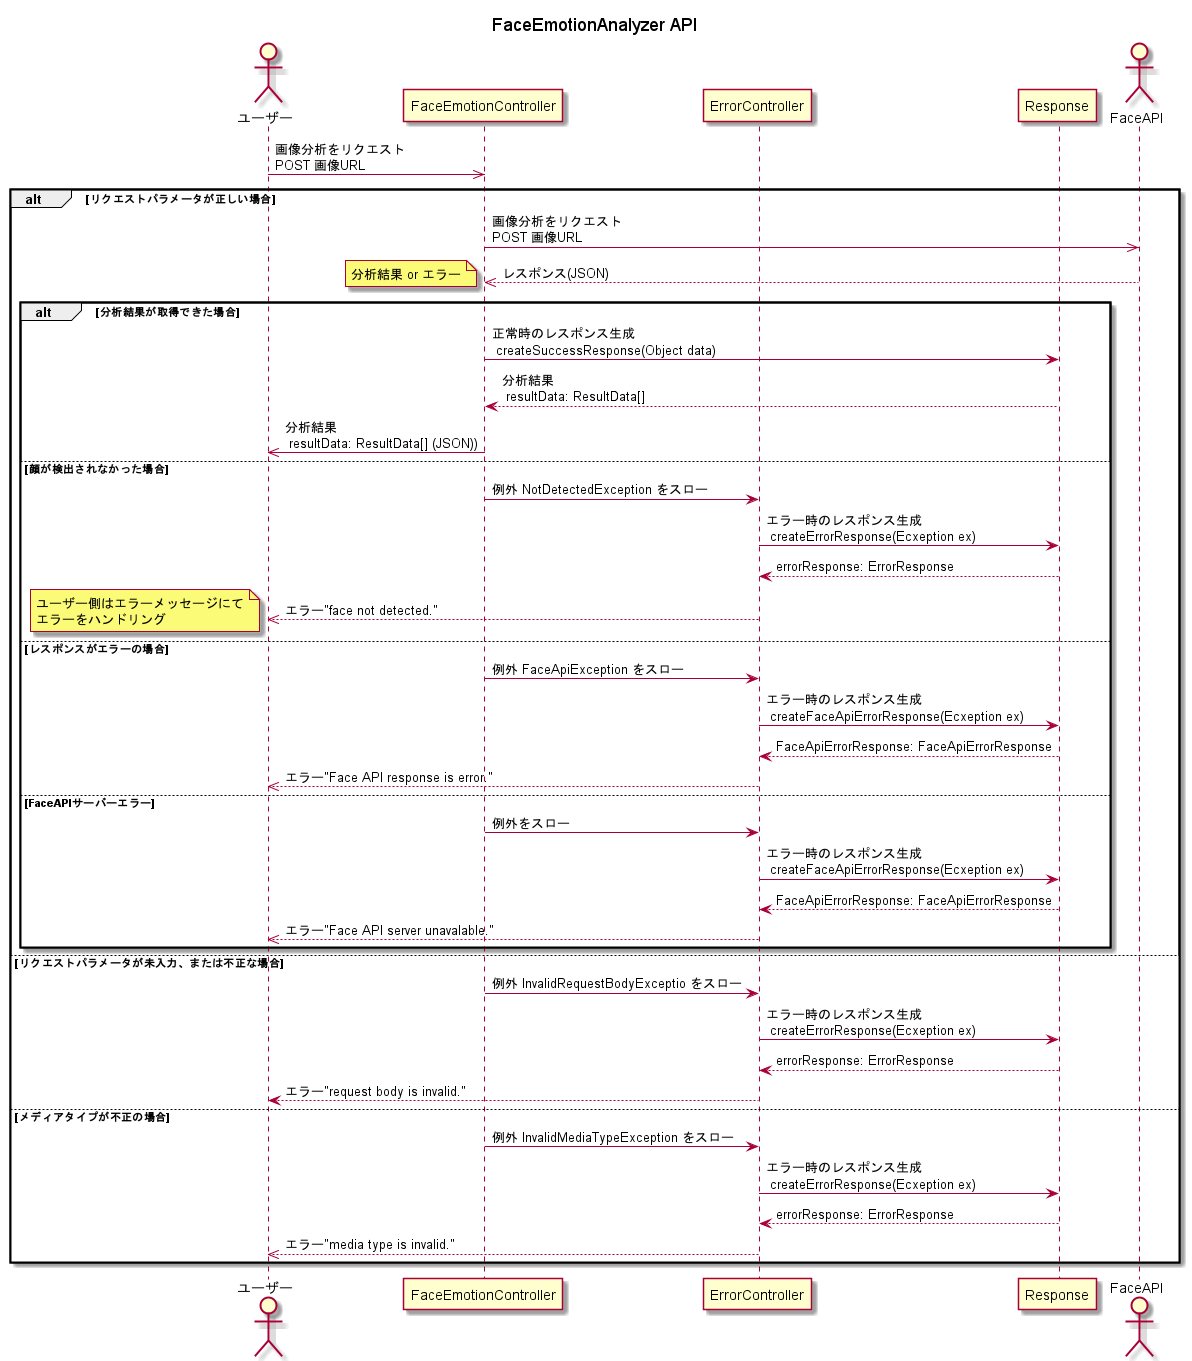 FaceEmotionAnalyzer API
ユーザー
FaceEmotionController
ErrorController
Response
FaceAPI
画像分析をリクエスト
POST 画像URL
alt
[リクエストパラメータが正しい場合]
画像分析をリクエスト
POST 画像URL
分析結果 or エラー
レスポンス(JSON)
alt
[分析結果が取得できた場合]
正常時のレスポンス生成
createSuccessResponse(Object data)
分析結果
resultData: ResultData[]
分析結果
resultData: ResultData[] (JSON))
[顔が検出されなかった場合]
例外 NotDetectedException をスロー
エラー時のレスポンス生成
createErrorResponse(Ecxeption ex)
errorResponse: ErrorResponse
ユーザー側はエラーメッセージにて
エラーをハンドリング
エラー"face not detected."
[レスポンスがエラーの場合]
例外 FaceApiException をスロー
エラー時のレスポンス生成
createFaceApiErrorResponse(Ecxeption ex)
FaceApiErrorResponse: FaceApiErrorResponse
エラー"Face API response is error."
[FaceAPIサーバーエラー]
例外をスロー
エラー時のレスポンス生成
createFaceApiErrorResponse(Ecxeption ex)
FaceApiErrorResponse: FaceApiErrorResponse
エラー"Face API server unavalable."
[リクエストパラメータが未入力、または不正な場合]
例外 InvalidRequestBodyExceptio をスロー
エラー時のレスポンス生成
createErrorResponse(Ecxeption ex)
errorResponse: ErrorResponse
エラー"request body is invalid."
[メディアタイプが不正の場合]
例外 InvalidMediaTypeException をスロー
エラー時のレスポンス生成
createErrorResponse(Ecxeption ex)
errorResponse: ErrorResponse
エラー"media type is invalid."
ユーザー
FaceEmotionController
ErrorController
Response
FaceAPI